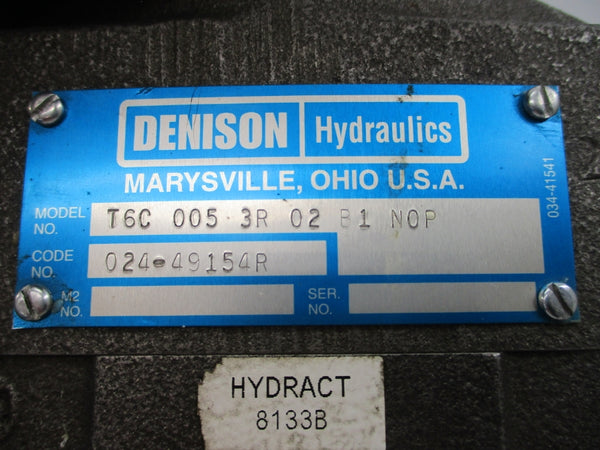 DENISON Hydraulics
MARYSVILLE, OHIO U.S.A.
MODEL NO. T6C 005 3R 02 B1 NOP
CODE NO. 024-49154R
M2 NO.
SER. NO.
034-41541
HYDRACT
8133B